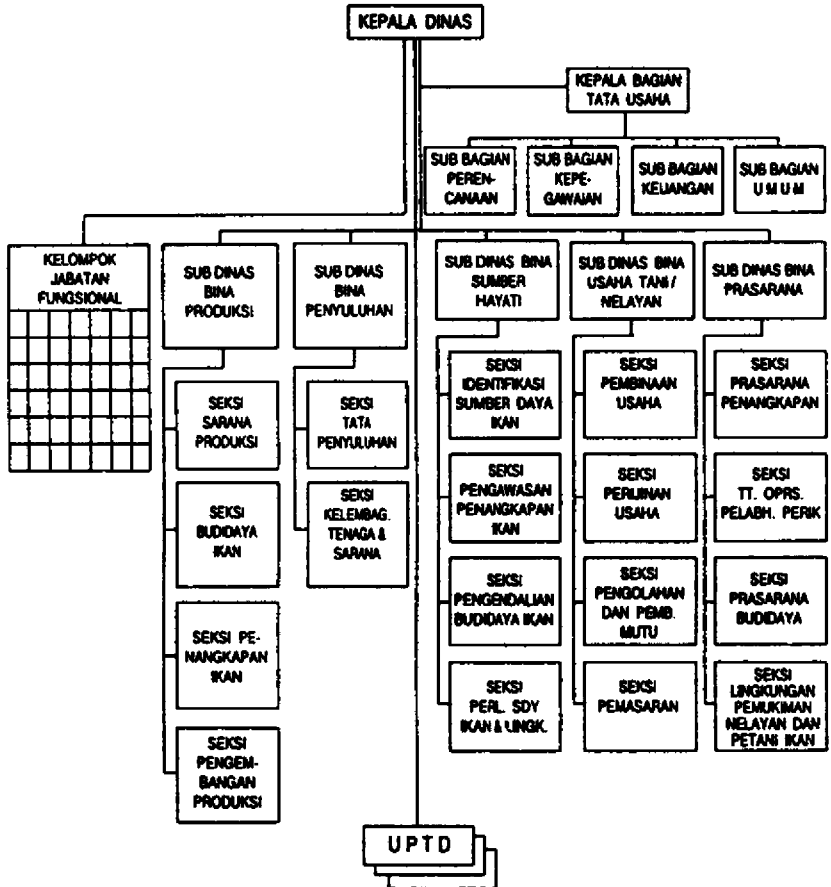 KEPALA DINAS
KEPALA BAGIAN
TATA USAHA
SUB BAGIAN
PEREN-
CANAAN
SUB BAGIAN
KEPE-
GAWAIAN
SUB BAGIAN
KEUANGAN
SUB BAGIAN
U M U M
KELOMPOK
JABATAN
FUNGSIONAL
SUB DINAS
BINA
PRODUKSI
SUB DINAS
BINA
PENYULUHAN
SUB DINAS BINA
SUMBER
HAYATI
SUB DINAS BINA
USAHA TANI /
NELAYAN
SUB DINAS BINA
PRASARANA
SEKSI
SARANA
PRODUKSI
SEKSI
BUDIDAYA
IKAN
SEKSI PE-
NANGKAPAN
IKAN
SEKSI
PENGEM-
BANGAN
PRODUKSI
SEKSI
TATA
PENYULUHAN
SEKSI
KELEMBAG.
TENAGA &
SARANA
SEKSI
IDENTIFIKASI
SUMBER DAYA
IKAN
SEKSI
PENGAWASAN
PENANGKAPAN
IKAN
SEKSI
PENGENDALIAN
BUDIDAYA IKAN
SEKSI
PERL. SDY
IKAN & LINGK.
SEKSI
PEMBINAAN
USAHA
SEKSI
PERIJINAN
USAHA
SEKSI
PENGOLAHAN
DAN PEMB.
MUTU
SEKSI
PEMASARAN
SEKSI
PRASARANA
PENANGKAPAN
SEKSI
TT. OPRS.
PELABH. PERIK
SEKSI
PRASARANA
BUDIDAYA
SEKSI
LINGKUNGAN
PEMUKIMAN
NELAYAN DAN
PETANI IKAN
UPTD